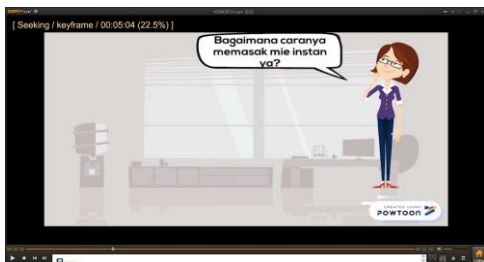 [ Seeking / keyframe / 00:05:04 (22.5%) ]
Bagaimana caranya
memasak mie instan
ya?
CREATED USING
POWTOON